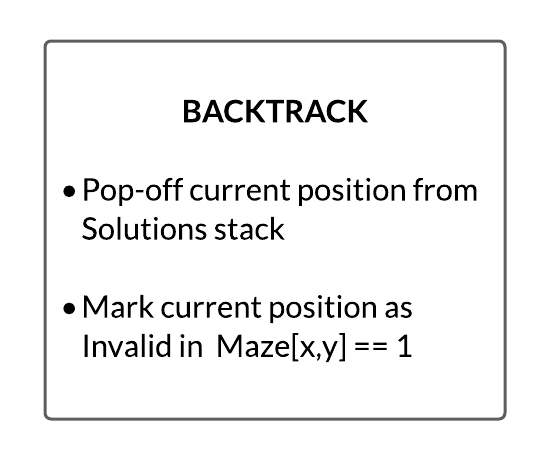 BACKTRACK
• Pop-off current position from
Solutions stack
• Mark current position as
Invalid in  Maze[x,y] == 1